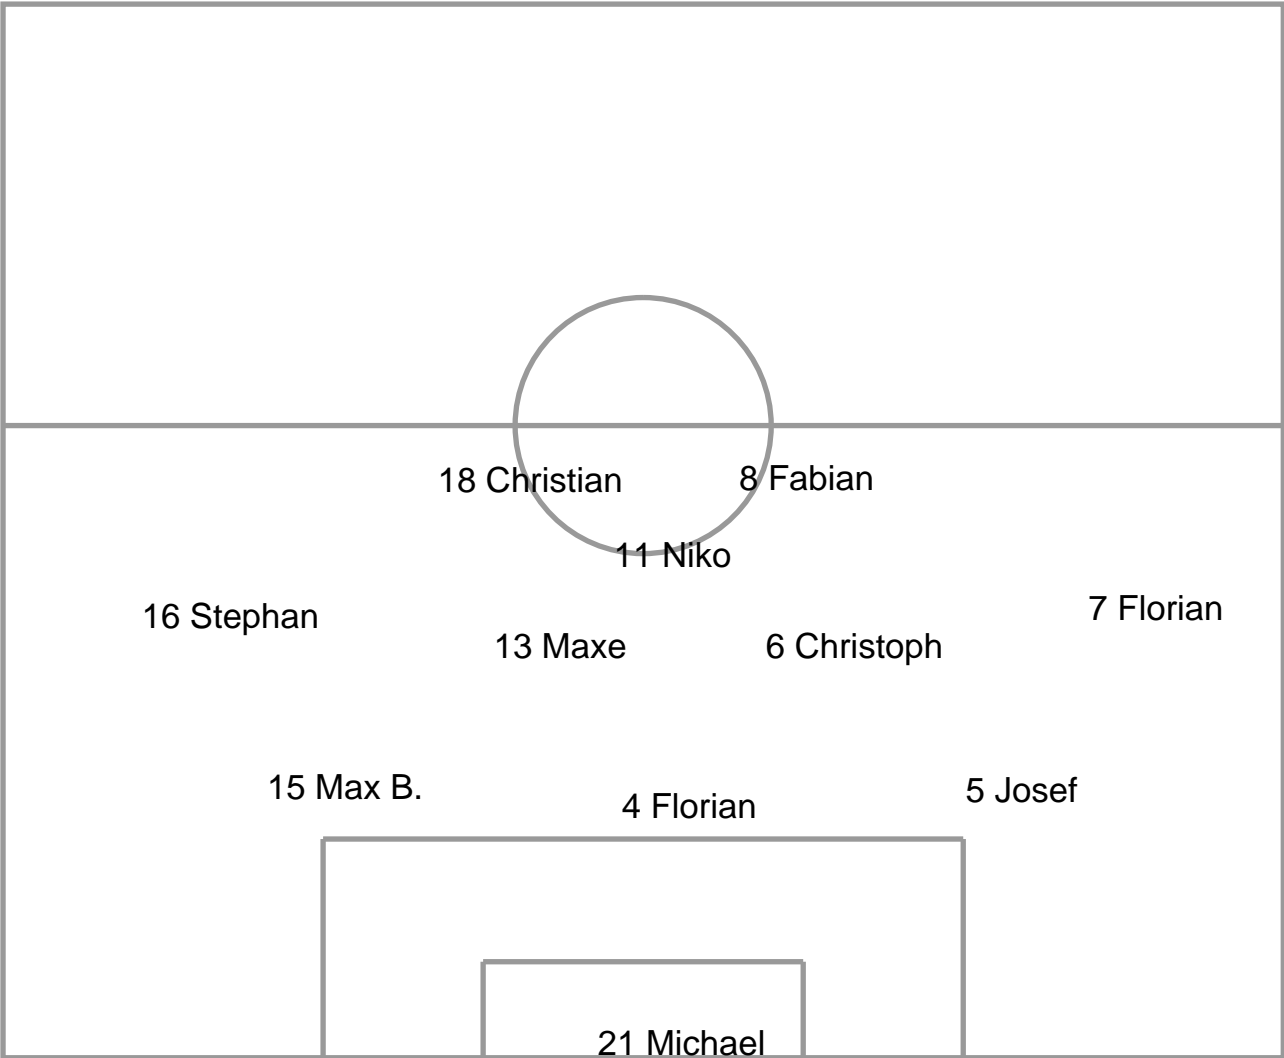 18 Christian
8 Fabian
11 Niko
16 Stephan
7 Florian
13 Maxe
6 Christoph
15 Max B.
4 Florian
5 Josef
21 Michael